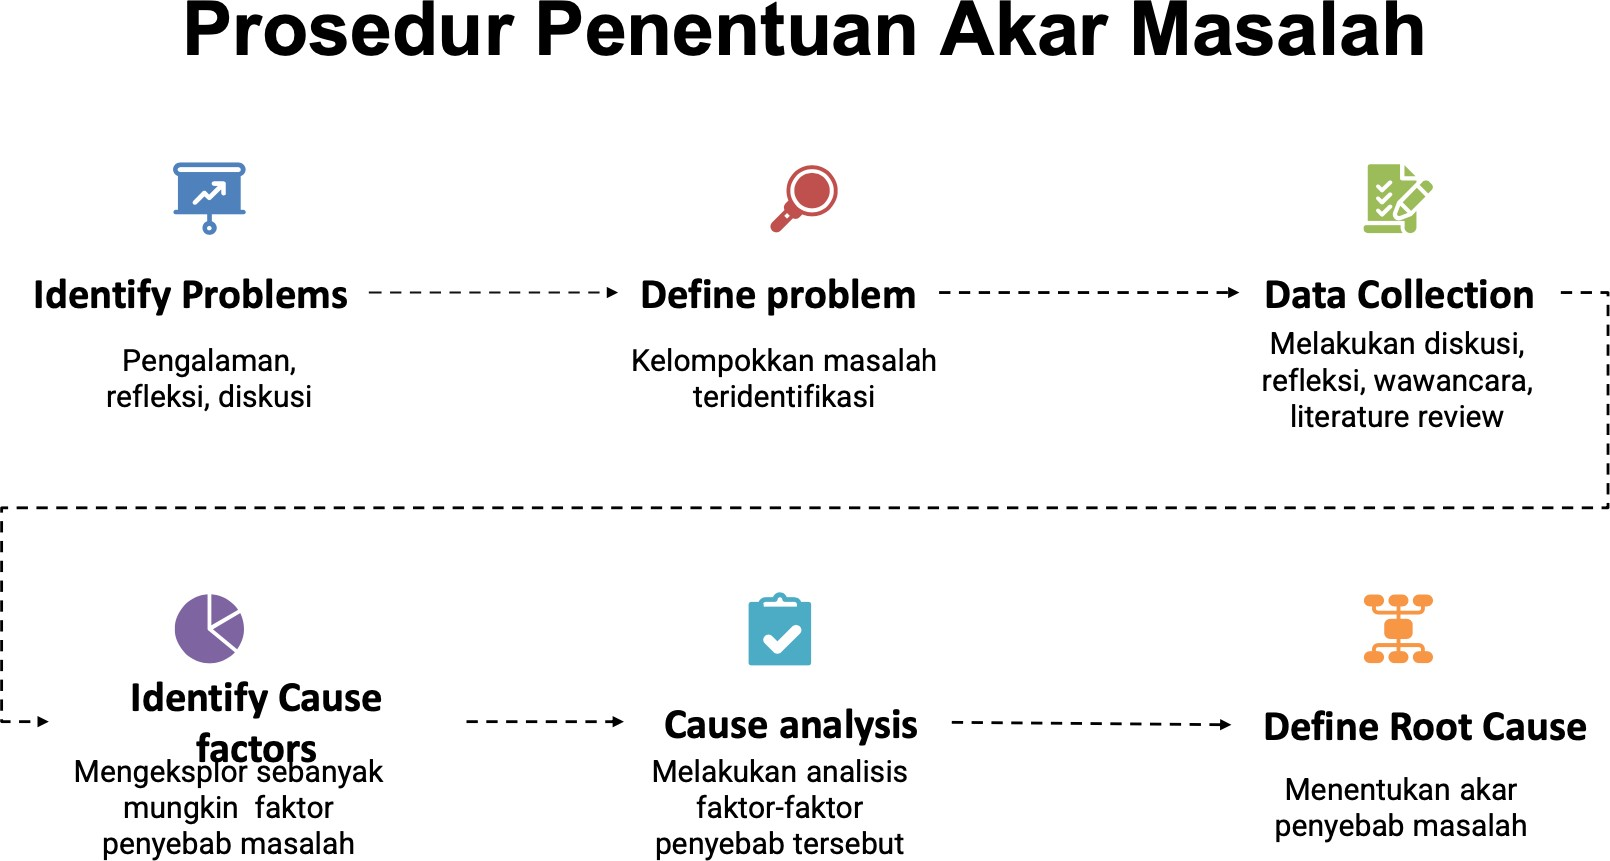 Prosedur Penentuan Akar Masalah
Identify Problems
Pengalaman,
refleksi, diskusi
Define problem
Kelompokkan masalah
teridentifikasi
Data Collection
Melakukan diskusi,
refleksi, wawancara,
literature review
Identify Cause
factors
Mengeksplor sebanyak
mungkin  faktor
penyebab masalah
Cause analysis
Melakukan analisis
faktor-faktor
penyebab tersebut
Define Root Cause
Menentukan akar
penyebab masalah